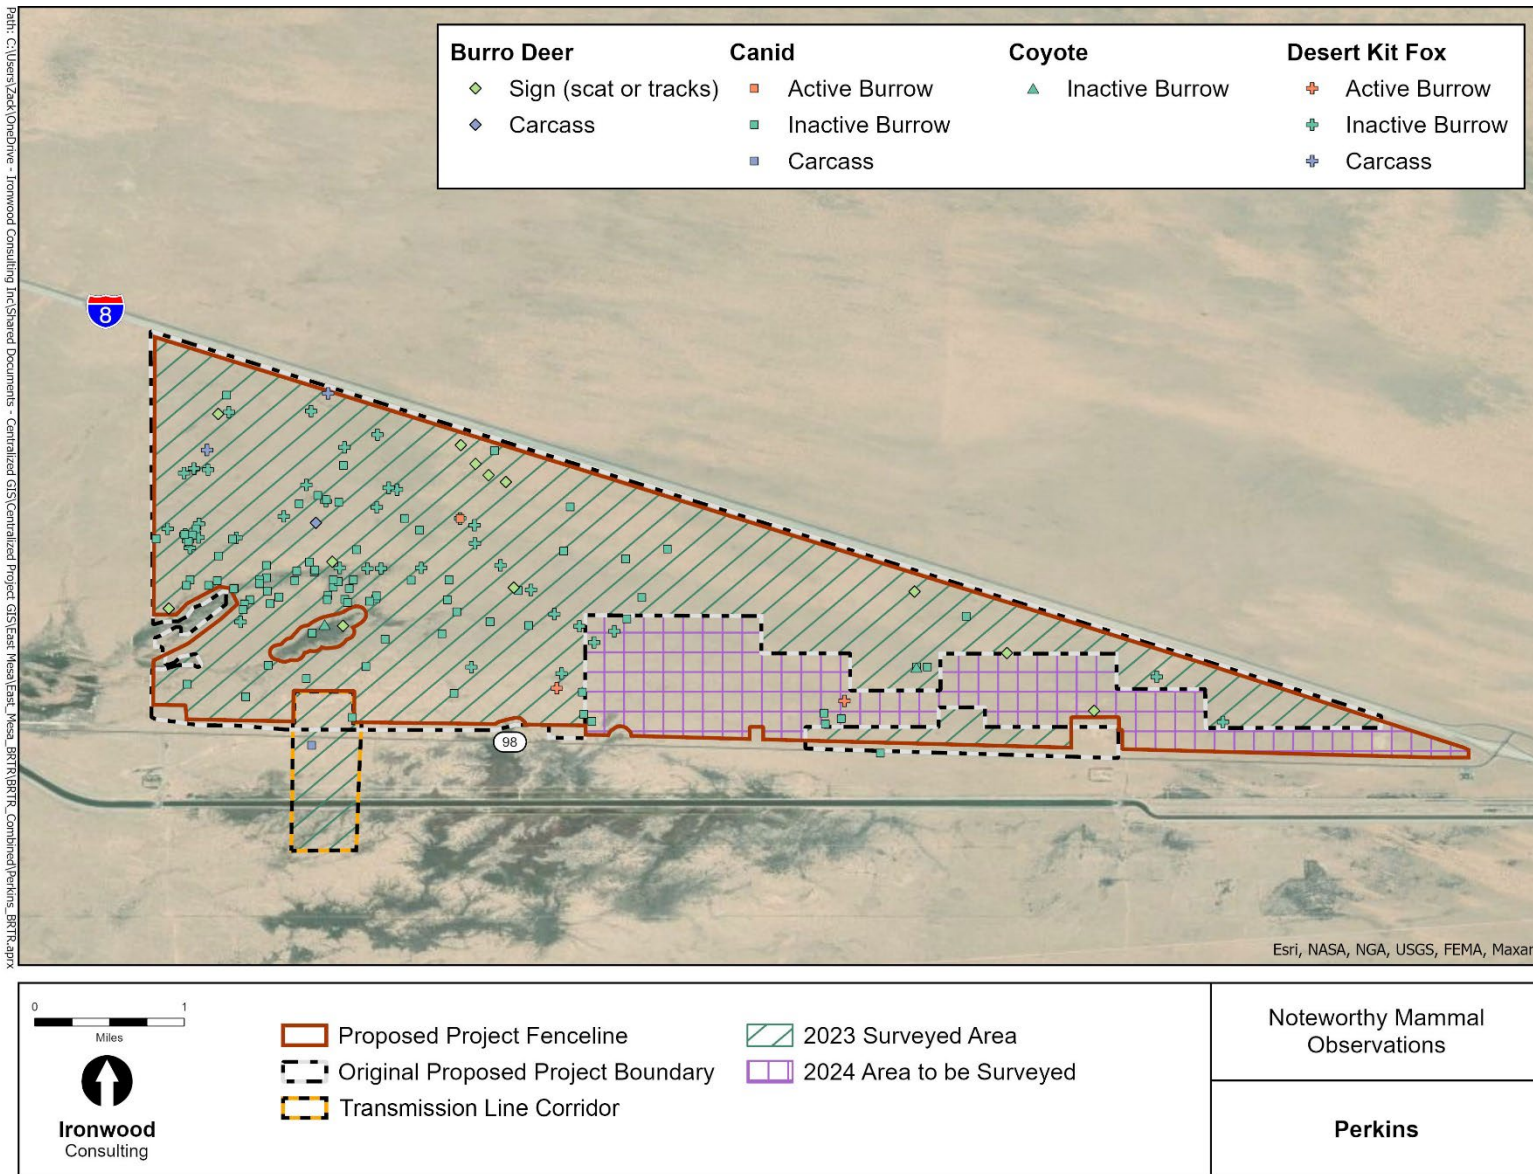 Path: C:\Users\Zack\OneDrive - Ironwood Consulting Inc\Shared Documents - Centralized GIS\Centralized Project GIS\East Mesa\East_Mesa_BRTR\BRTR_Combined\Perkins_BRTR.aprx
Burro Deer
Sign (scat or tracks)
Carcass
Canid
Active Burrow
Inactive Burrow
Carcass
Coyote
Inactive Burrow
Desert Kit Fox
Active Burrow
Inactive Burrow
Carcass
8
98
Esri, NASA, NGA, USGS, FEMA, Maxar
0 1
Miles
Ironwood
Consulting
Proposed Project Fenceline
Original Proposed Project Boundary
Transmission Line Corridor
2023 Surveyed Area
2024 Area to be Surveyed
Noteworthy Mammal
Observations
Perkins